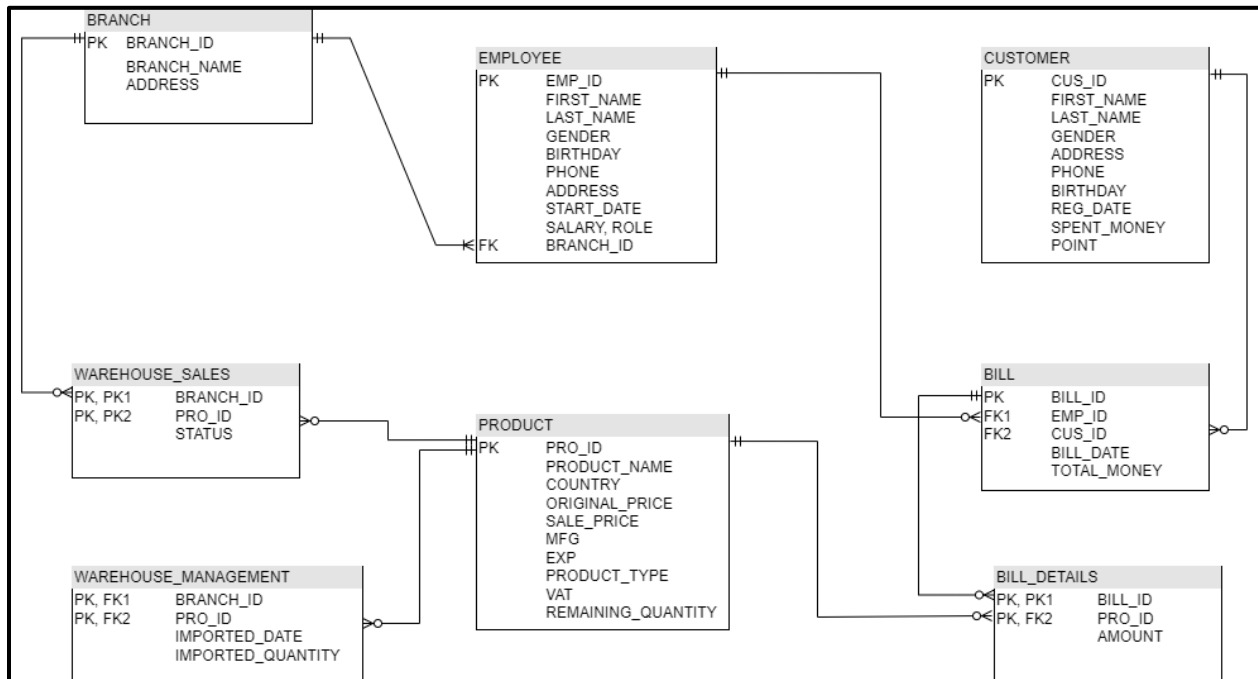 BRANCH
PK BRANCH_ID
BRANCH_NAME
ADDRESS
EMPLOYEE
PK EMP_ID
FIRST_NAME
LAST_NAME
GENDER
BIRTHDAY
PHONE
ADDRESS
START_DATE
SALARY, ROLE
FK BRANCH_ID
CUSTOMER
PK CUS_ID
FIRST_NAME
LAST_NAME
GENDER
ADDRESS
PHONE
BIRTHDAY
REG_DATE
SPENT_MONEY
POINT
WAREHOUSE_SALES
PK, PK1 BRANCH_ID
PK, PK2 PRO_ID
STATUS
PRODUCT
PK PRO_ID
PRODUCT_NAME
COUNTRY
ORIGINAL_PRICE
SALE_PRICE
MFG
EXP
PRODUCT_TYPE
VAT
REMAINING_QUANTITY
BILL
PK BILL_ID
FK1 EMP_ID
FK2 CUS_ID
BILL_DATE
TOTAL_MONEY
WAREHOUSE_MANAGEMENT
PK, FK1 BRANCH_ID
PK, FK2 PRO_ID
IMPORTED_DATE
IMPORTED_QUANTITY
BILL_DETAILS
PK, PK1 BILL_ID
PK, FK2 PRO_ID
AMOUNT